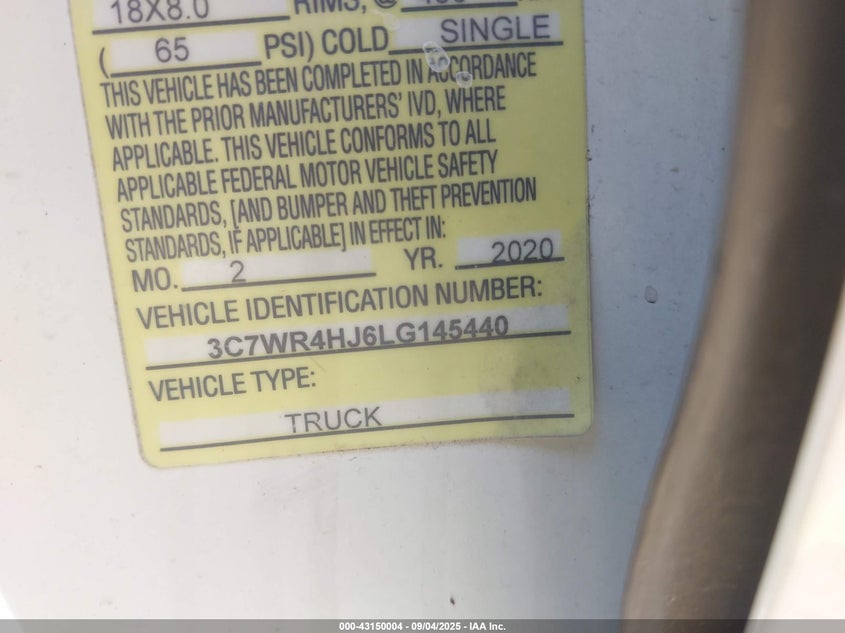 18X8.0 RIMS, @
( 65 PSI) COLD SINGLE
THIS VEHICLE HAS BEEN COMPLETED IN ACCORDANCE
WITH THE PRIOR MANUFACTURERS' IVD, WHERE
APPLICABLE. THIS VEHICLE CONFORMS TO ALL
APPLICABLE FEDERAL MOTOR VEHICLE SAFETY
STANDARDS, [AND BUMPER AND THEFT PREVENTION
STANDARDS, IF APPLICABLE] IN EFFECT IN:
MO. 2 YR. 2020
VEHICLE IDENTIFICATION NUMBER:
3C7WR4HJ6LG145440
VEHICLE TYPE:
TRUCK
000-43150004 - 09/04/2025 - IAA Inc.